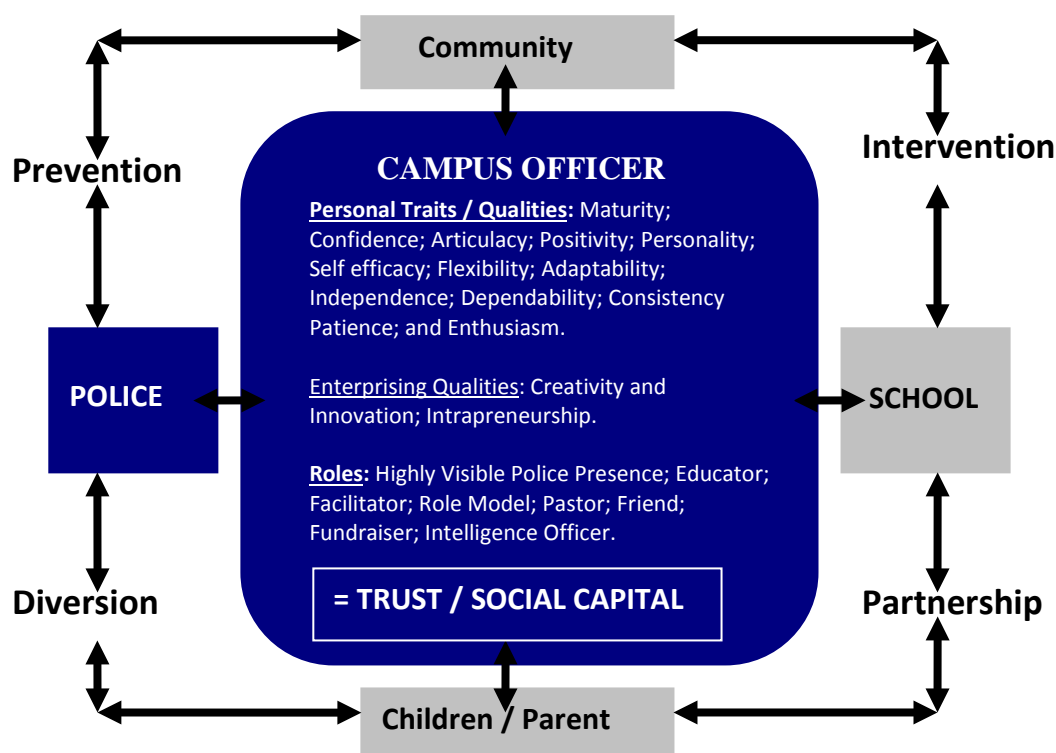 Community
Prevention
Intervention
CAMPUS OFFICER
Personal Traits / Qualities: Maturity;
Confidence; Articulacy; Positivity; Personality;
Self efficacy; Flexibility; Adaptability;
Independence; Dependability; Consistency
Patience; and Enthusiasm.
POLICE
Enterprising Qualities: Creativity and
Innovation; Intrapreneurship.
SCHOOL
Roles: Highly Visible Police Presence; Educator;
Facilitator; Role Model; Pastor; Friend;
Fundraiser; Intelligence Officer.
Diversion
= TRUST / SOCIAL CAPITAL
Partnership
Children / Parent